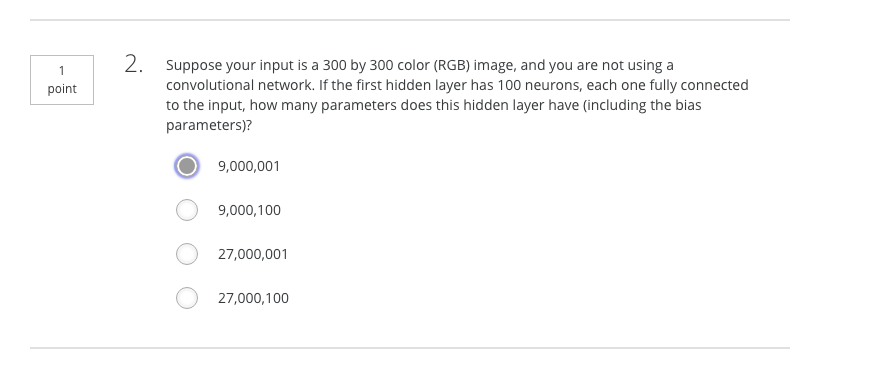 1
point
2.
Suppose your input is a 300 by 300 color (RGB) image, and you are not using a
convolutional network. If the first hidden layer has 100 neurons, each one fully connected
to the input, how many parameters does this hidden layer have (including the bias
parameters)?
9,000,001
9,000,100
27,000,001
27,000,100